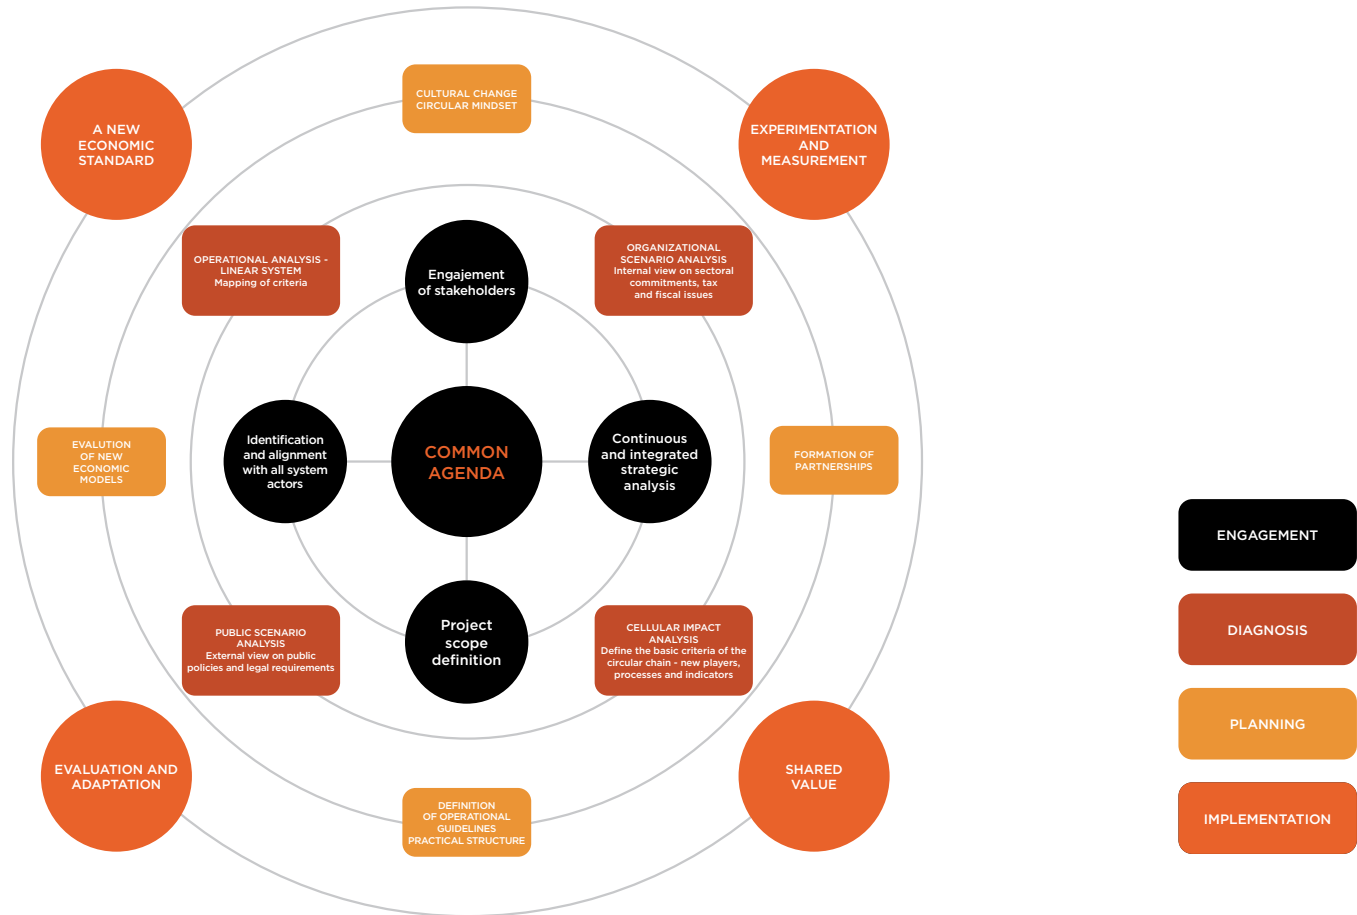 CULTURAL CHANGE
CIRCULAR MINDSET
A NEW
ECONOMIC
STANDARD
EXPERIMENTATION
AND
MEASUREMENT
OPERATIONAL ANALYSIS -
LINEAR SYSTEM
Mapping of criteria
Engajement
of stakeholders
ORGANIZATIONAL
SCENARIO ANALYSIS
Internal view on sectoral
commitments, tax
and fiscal issues
EVALUTION
OF NEW
ECONOMIC
MODELS
Identification
and alignment
with all system
actors
COMMON
AGENDA
Continuous
and integrated
strategic
analysis
FORMATION OF
PARTNERSHIPS
PUBLIC SCENARIO
ANALYSIS
External view on public
policies and legal requirements
Project
scope
definition
CELLULAR IMPACT
ANALYSIS
Define the basic criteria of the
circular chain - new players,
processes and indicators
EVALUATION AND
ADAPTATION
DEFINITION
OF OPERATIONAL
GUIDELINES
PRACTICAL STRUCTURE
SHARED
VALUE
ENGAGEMENT
DIAGNOSIS
PLANNING
IMPLEMENTATION